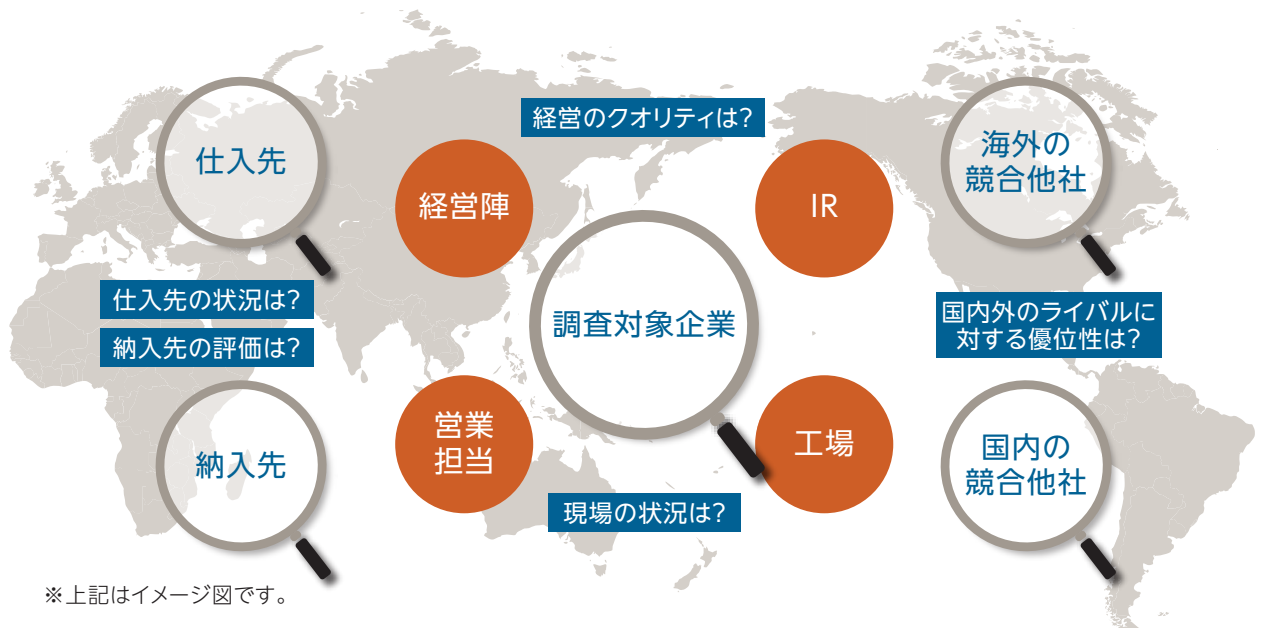 仕入先
仕入先の状況は?
納入先の評価は?
納入先
経営のクオリティは?
経営陣
IR
調査対象企業
営業
担当
工場
現場の状況は?
海外の
競合他社
国内外のライバルに
対する優位性は?
国内の
競合他社
※上記はイメージ図です。